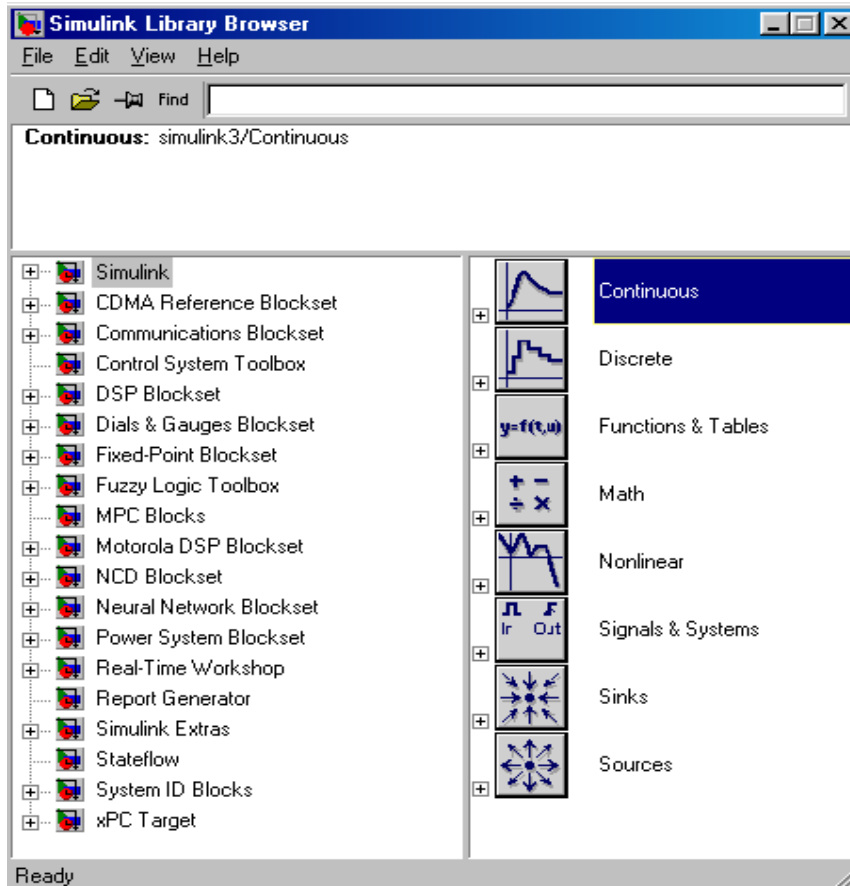 Simulink Library Browser
File Edit View Help
Find
Continuous: simulink3/Continuous
Simulink
CDMA Reference Blockset
Communications Blockset
Control System Toolbox
DSP Blockset
Dials & Gauges Blockset
Fixed-Point Blockset
Fuzzy Logic Toolbox
MPC Blocks
Motorola DSP Blockset
NCD Blockset
Neural Network Blockset
Power System Blockset
Real-Time Workshop
Report Generator
Simulink Extras
Stateflow
System ID Blocks
xPC Target
Continuous
Discrete
y=f(t,u) Functions & Tables
+ −
÷ × Math
Nonlinear
In Out Signals & Systems
Sinks
Sources
Ready